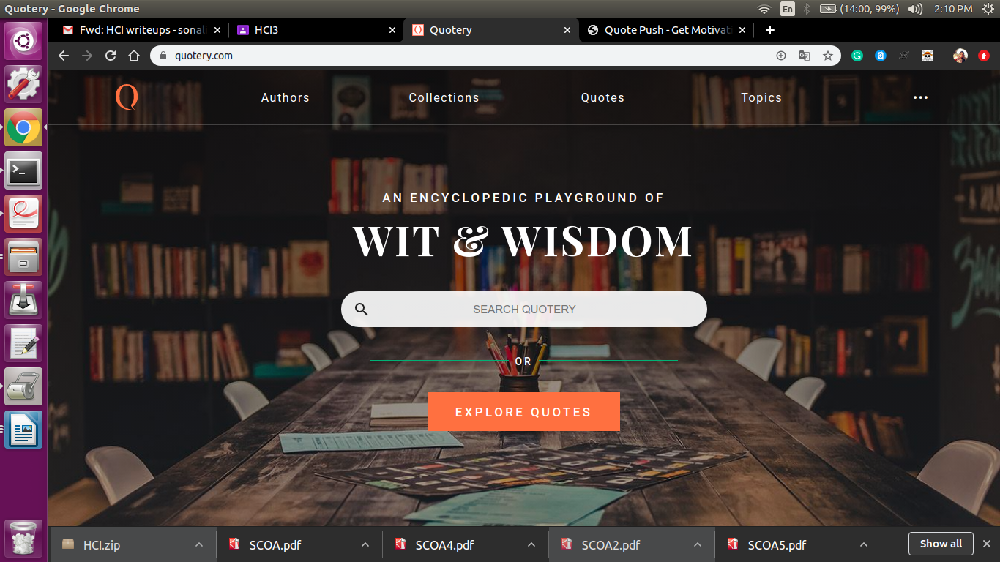 Quotery - Google Chrome
En
(14:00, 99%)
2:10 PM
Fwd: HCI writeups - sonal
HCI3
Quotery
Quote Push - Get Motivat
quotery.com
Q
Authors
Collections
Quotes
Topics
AN ENCYCLOPEDIC PLAYGROUND OF
WIT & WISDOM
SEARCH QUOTERY
OR
EXPLORE QUOTES
HCI.zip
SCOA.pdf
SCOA4.pdf
SCOA2.pdf
SCOA5.pdf
Show all